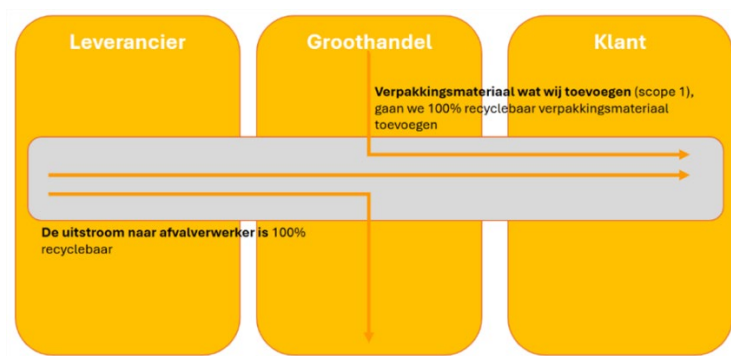 Leverancier
Groothandel
Klant
Verpakkingsmateriaal wat wij toevoegen (scope 1),
gaan we 100% recyclebaar verpakkingsmateriaal
toevoegen
De uitstroom naar afvalverwerker is 100%
recyclebaar